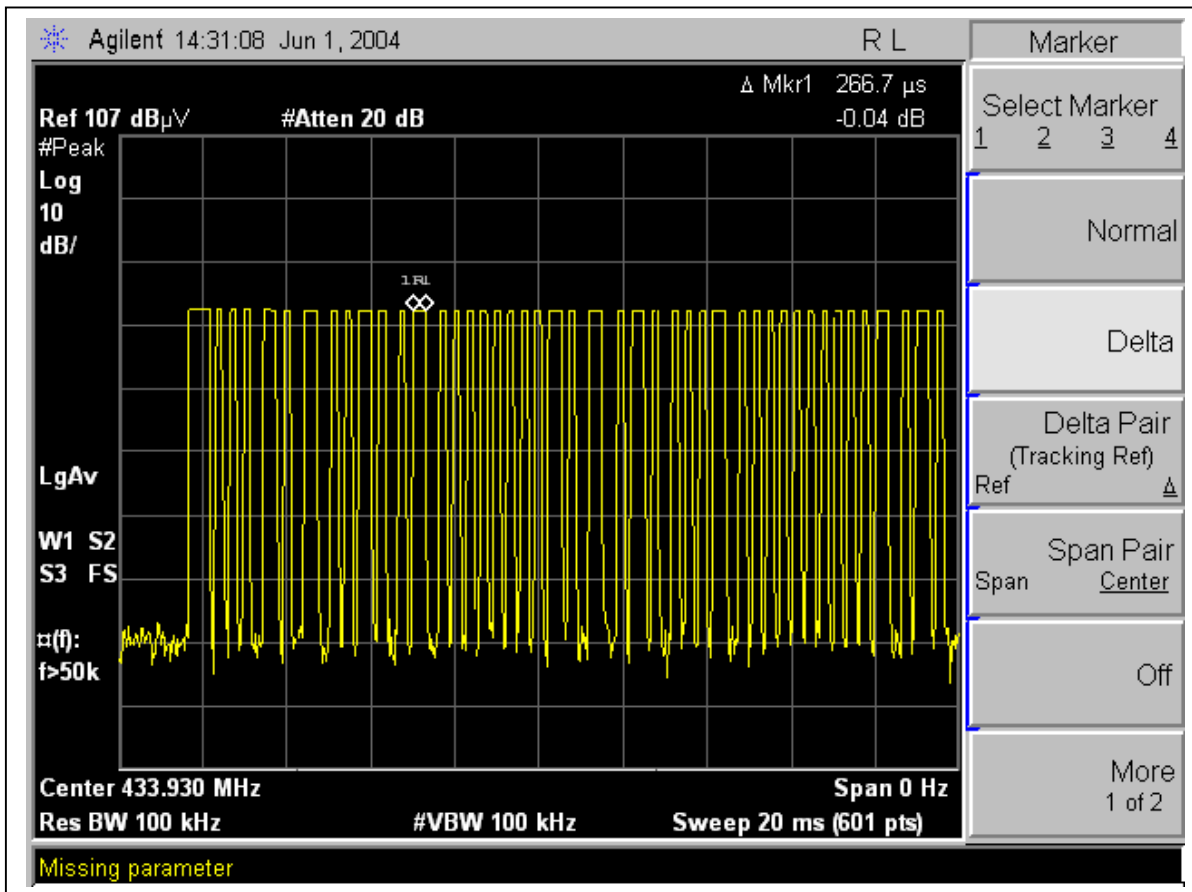 Agilent 14:31:08 Jun 1, 2004 R L
Marker
Δ Mkr1 266.7 μs
Ref 107 dBμV #Atten 20 dB -0.04 dB
#Peak
Log
10
dB/
1R 1
LgAv
W1 S2
S3 FS
¤(f):
f>50k
Center 433.930 MHz Span 0 Hz
Res BW 100 kHz #VBW 100 kHz Sweep 20 ms (601 pts)
Missing parameter
Select Marker
1 2 3 4
Normal
Delta
Delta Pair
(Tracking Ref)
Ref Δ
Span Pair
Span Center
Off
More
1 of 2